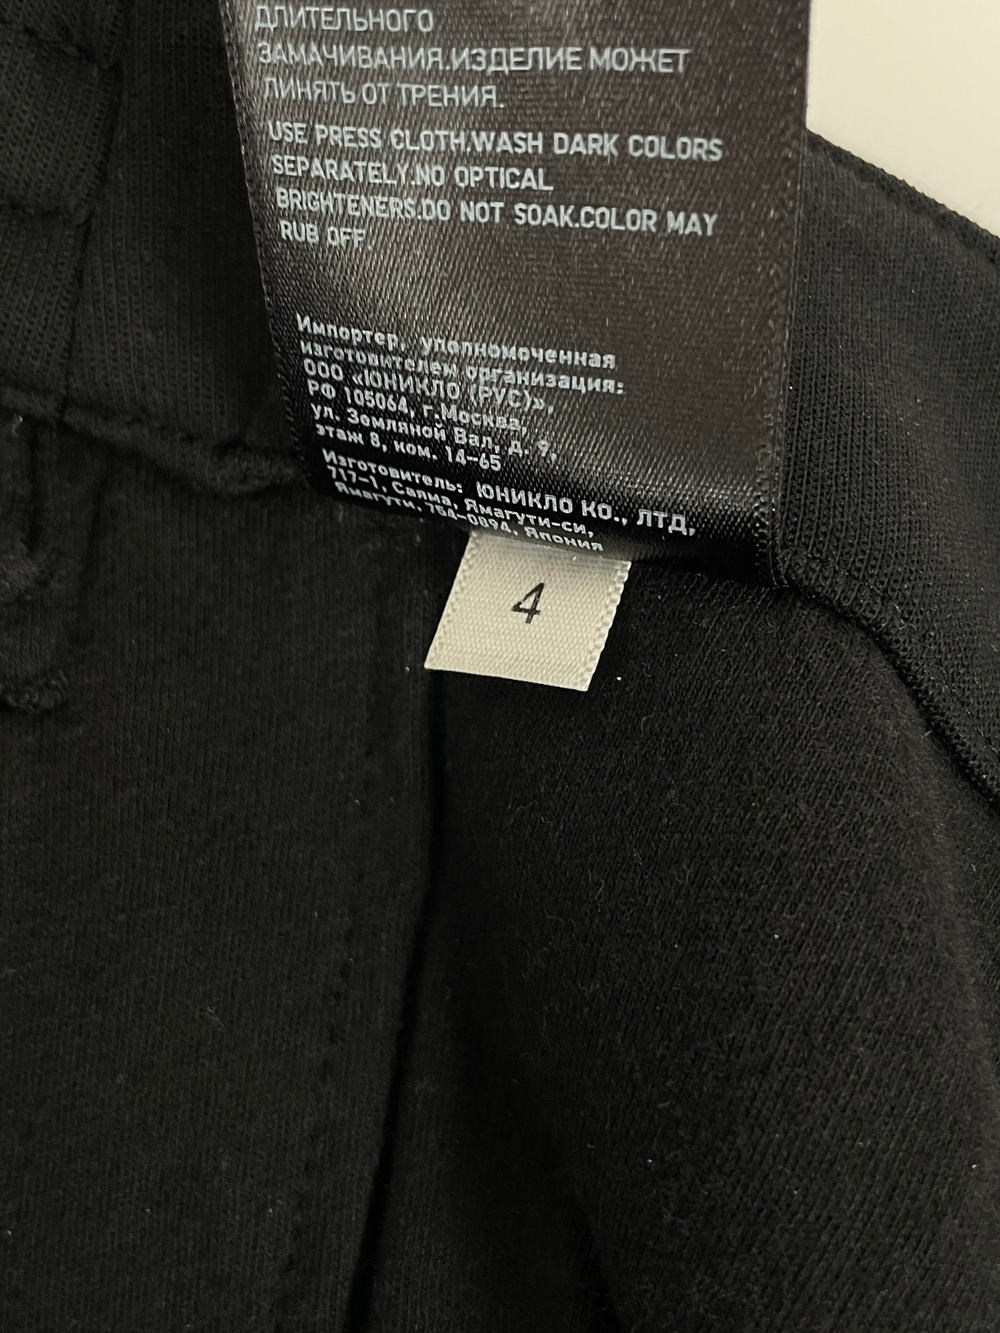 ДЛИТЕЛЬНОГО
ЗАМАЧИВАНИЯ.ИЗДЕЛИЕ МОЖЕТ
ЛИНЯТЬ ОТ ТРЕНИЯ.
USE PRESS CLOTH.WASH DARK COLORS
SEPARATELY.NO OPTICAL
BRIGHTENERS.DO NOT SOAK.COLOR MAY
RUB OFF.
Импортер, уполномоченная
изготовителем организация:
ООО «ЮНИКЛО (РУС)»,
РФ 105064, г.Москва,
ул. Земляной Вал, д. 9,
этаж 8, ком. 14-65
Изготовитель: ЮНИКЛО КО., ЛТД,
717-1, Саяма, Ямагути-си,
Ямагути, 754-0894, Япония
4